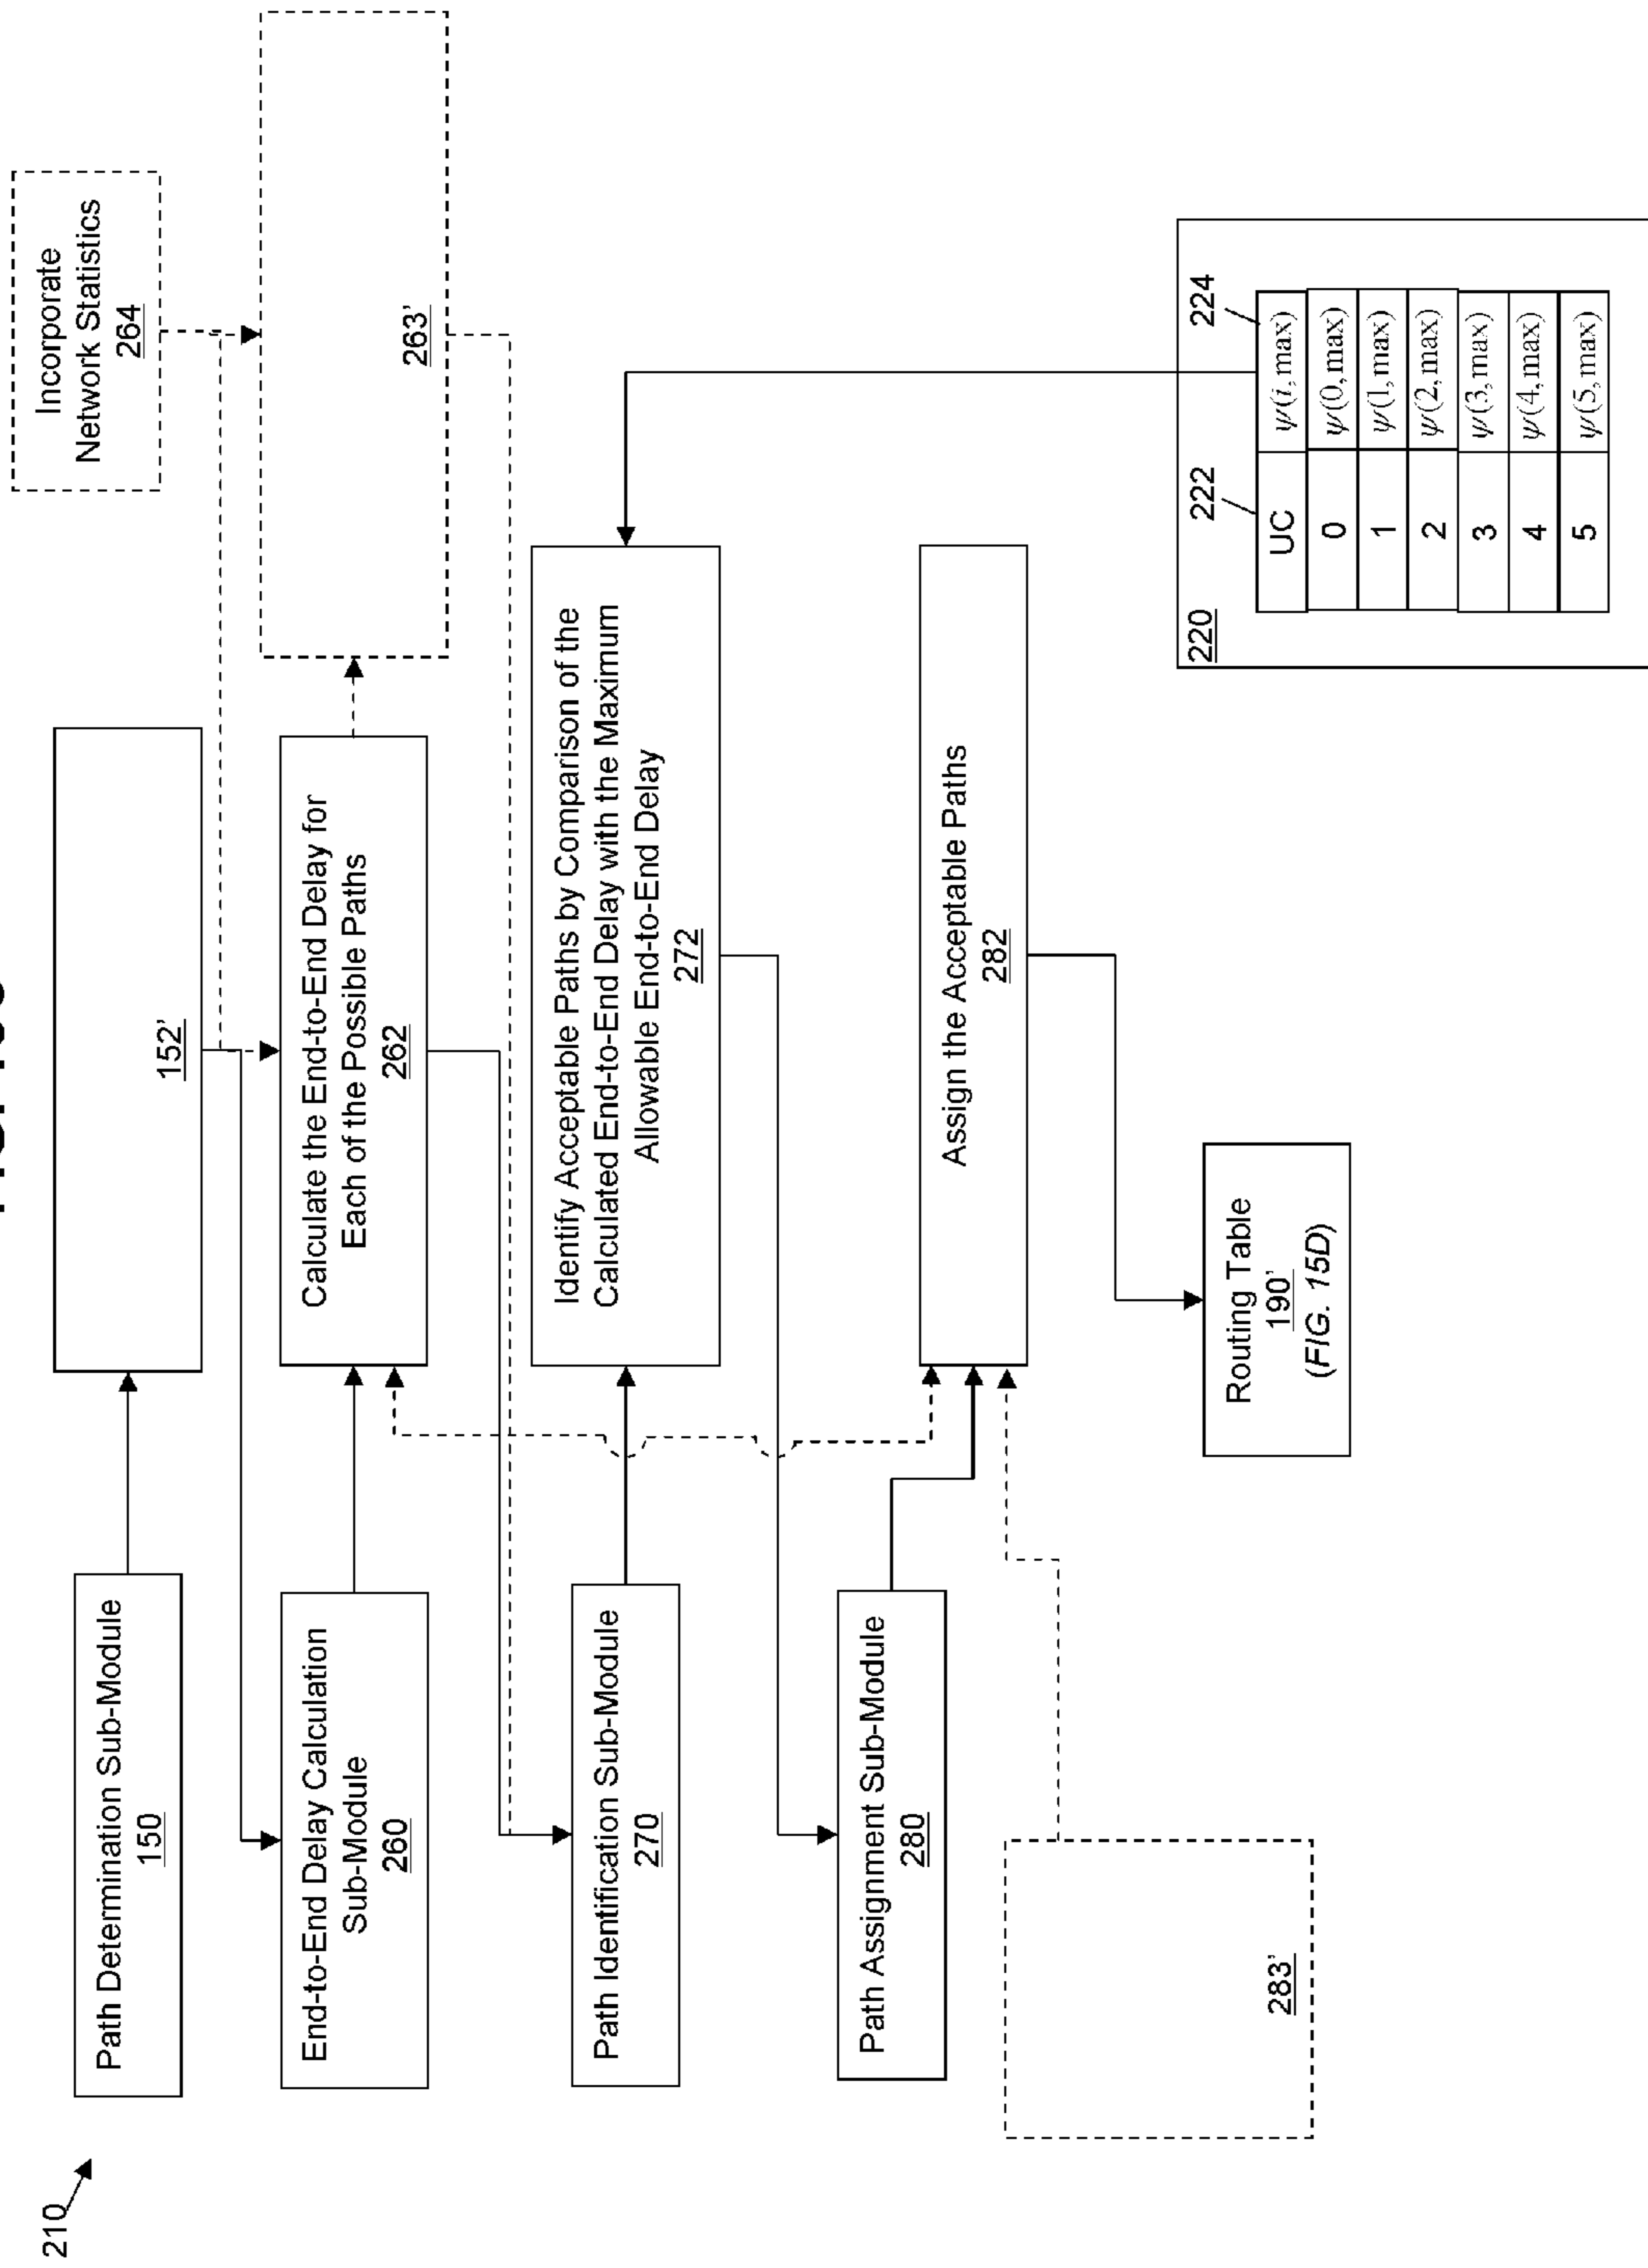 210
Incorporate
Network Statistics
264
Path Determination Sub-Module
150
152'
End-to-End Delay Calculation
Sub-Module
260
Calculate the End-to-End Delay for
Each of the Possible Paths
262
263'
Path Identification Sub-Module
270
Identify Acceptable Paths by Comparison of the
Calculated End-to-End Delay with the Maximum
Allowable End-to-End Delay
272
Path Assignment Sub-Module
280
Assign the Acceptable Paths
282
283'
Routing Table
190'
(FIG. 15D)
220
222
224
UC ψ(i,max)
0 ψ(0,max)
1 ψ(1,max)
2 ψ(2,max)
3 ψ(3,max)
4 ψ(4,max)
5 ψ(5,max)